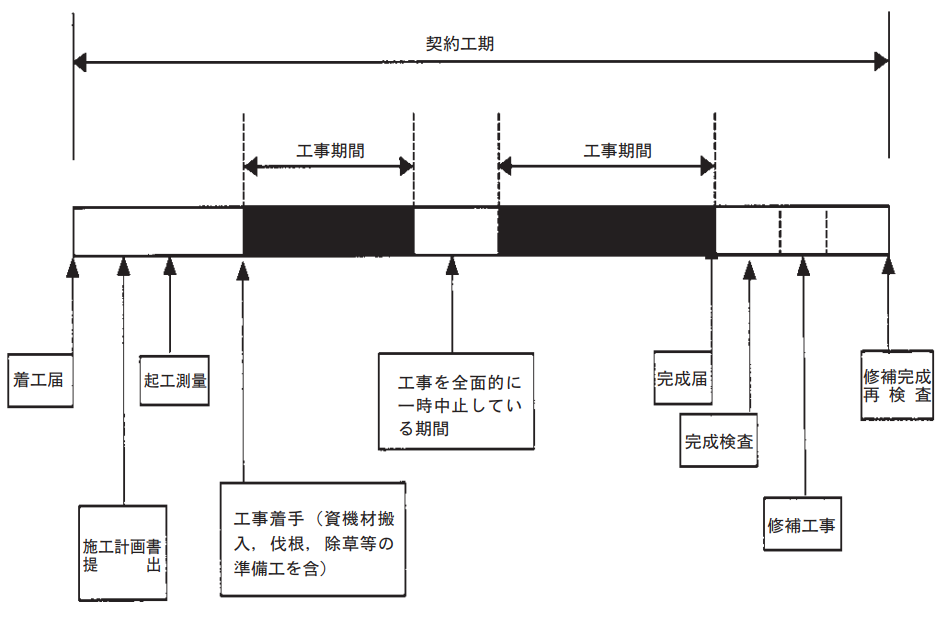 契約工期
工事期間
工事期間
着工届
起工測量
工事を全面的に
一時中止してい
る期間
完成届
修補完成
再検査
完成検査
施工計画書
提出
工事着手（資機材搬
入，伐根，除草等の
準備工を含）
修補工事